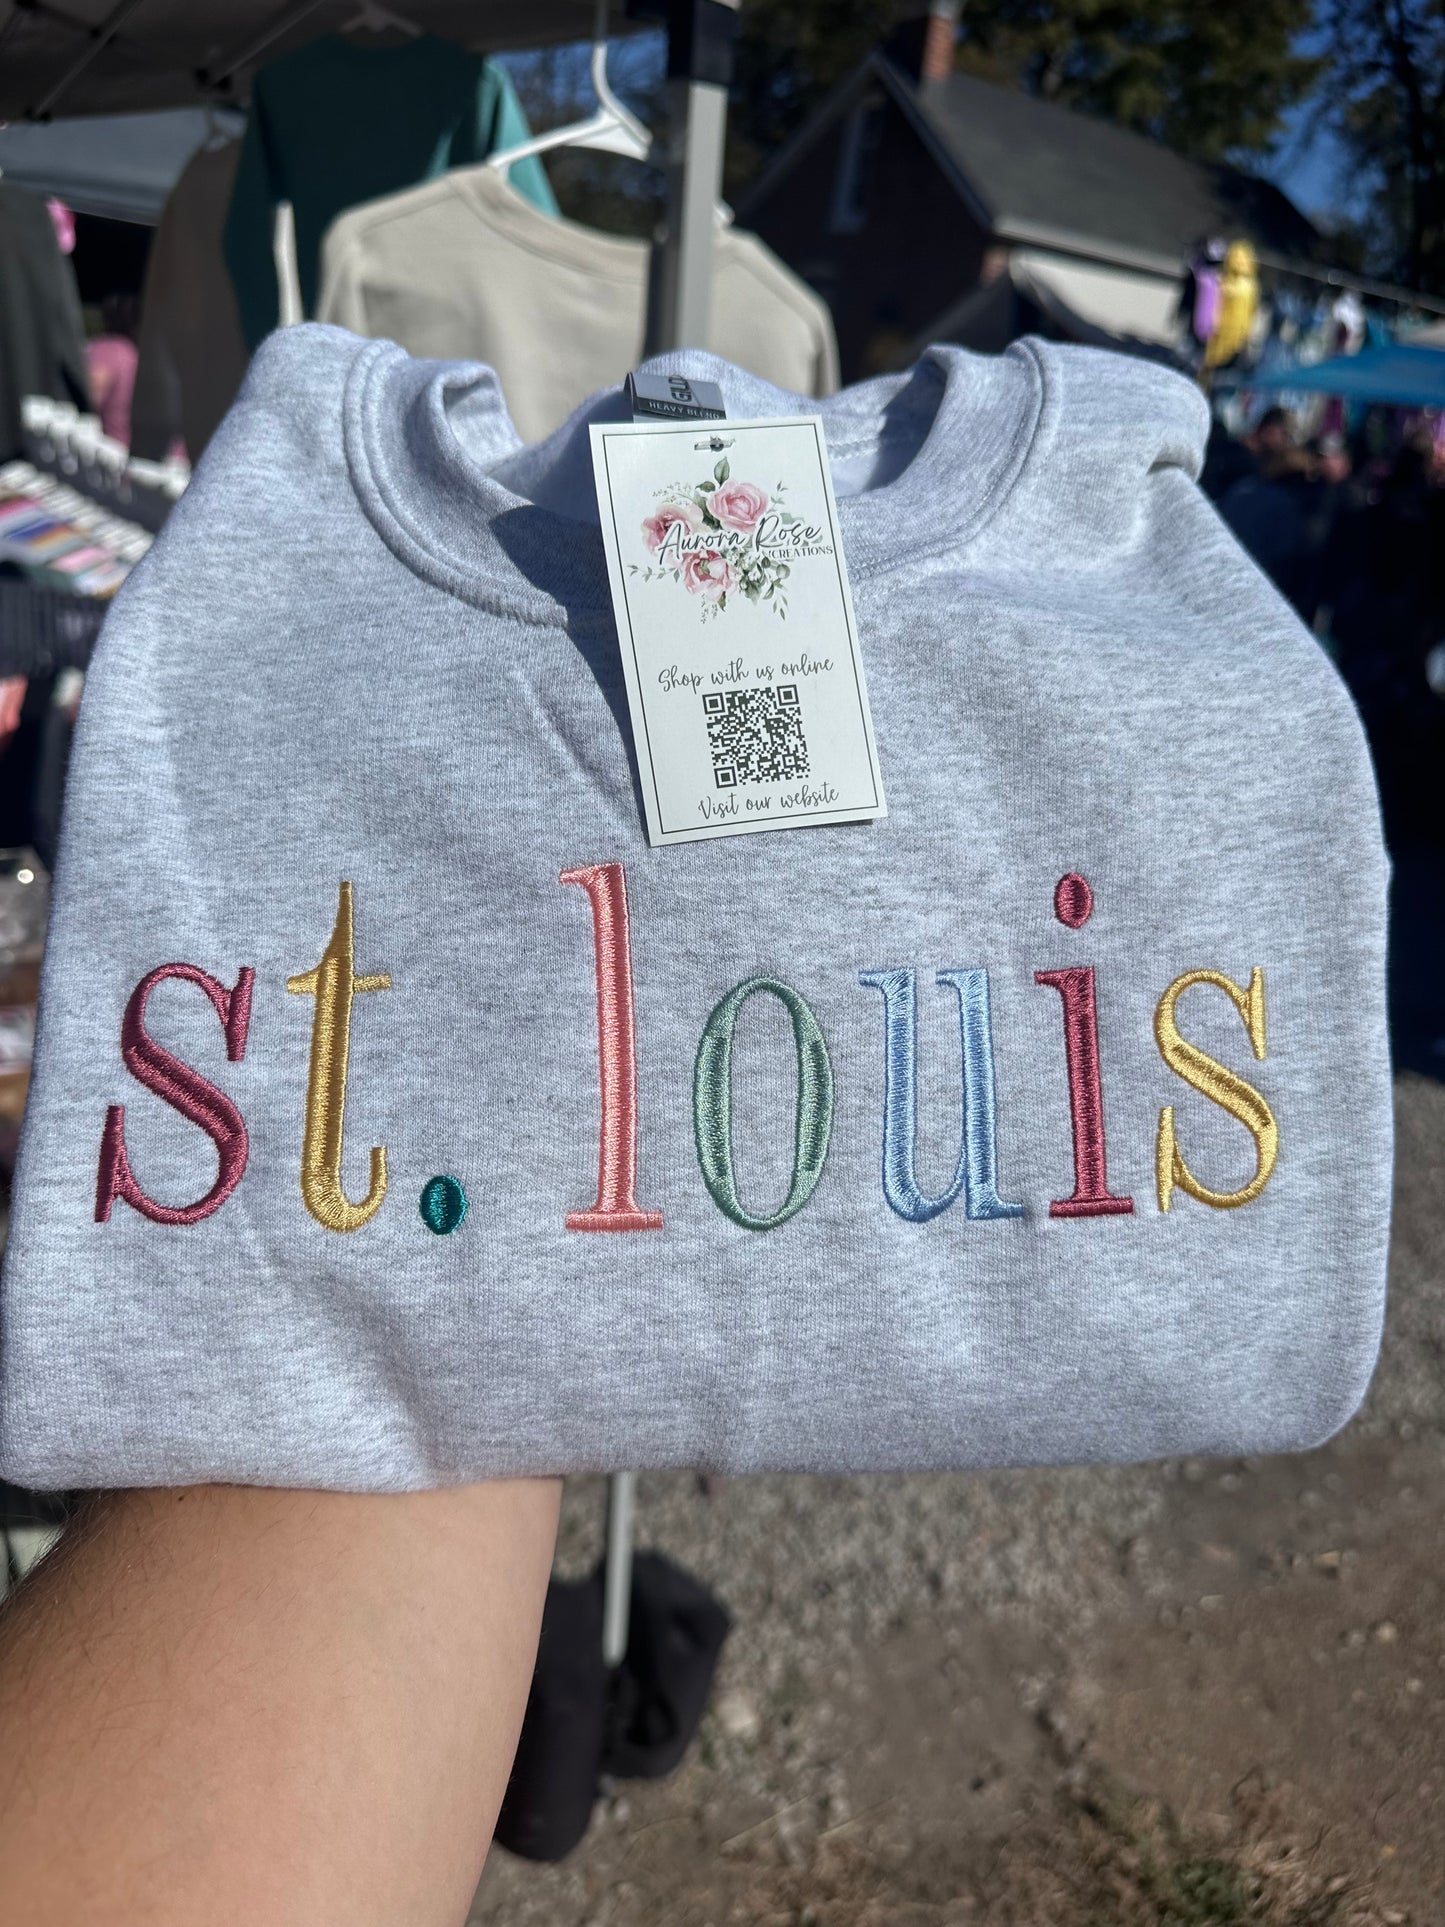 HEAVY BLEND
Aurora Rose
CREATIONS
Shop with us online
Visit our website
st. louis